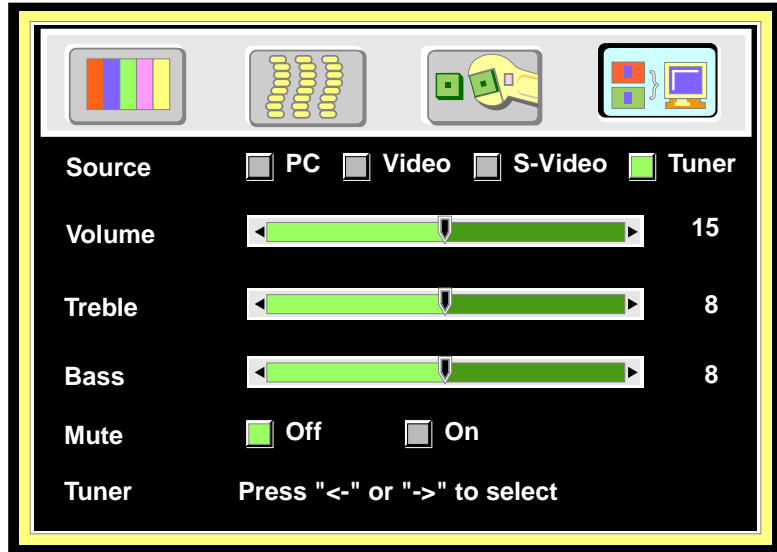 Source PC Video S-Video Tuner
Volume 15
Treble 8
Bass 8
Mute Off On
Tuner Press "<-" or "->" to select